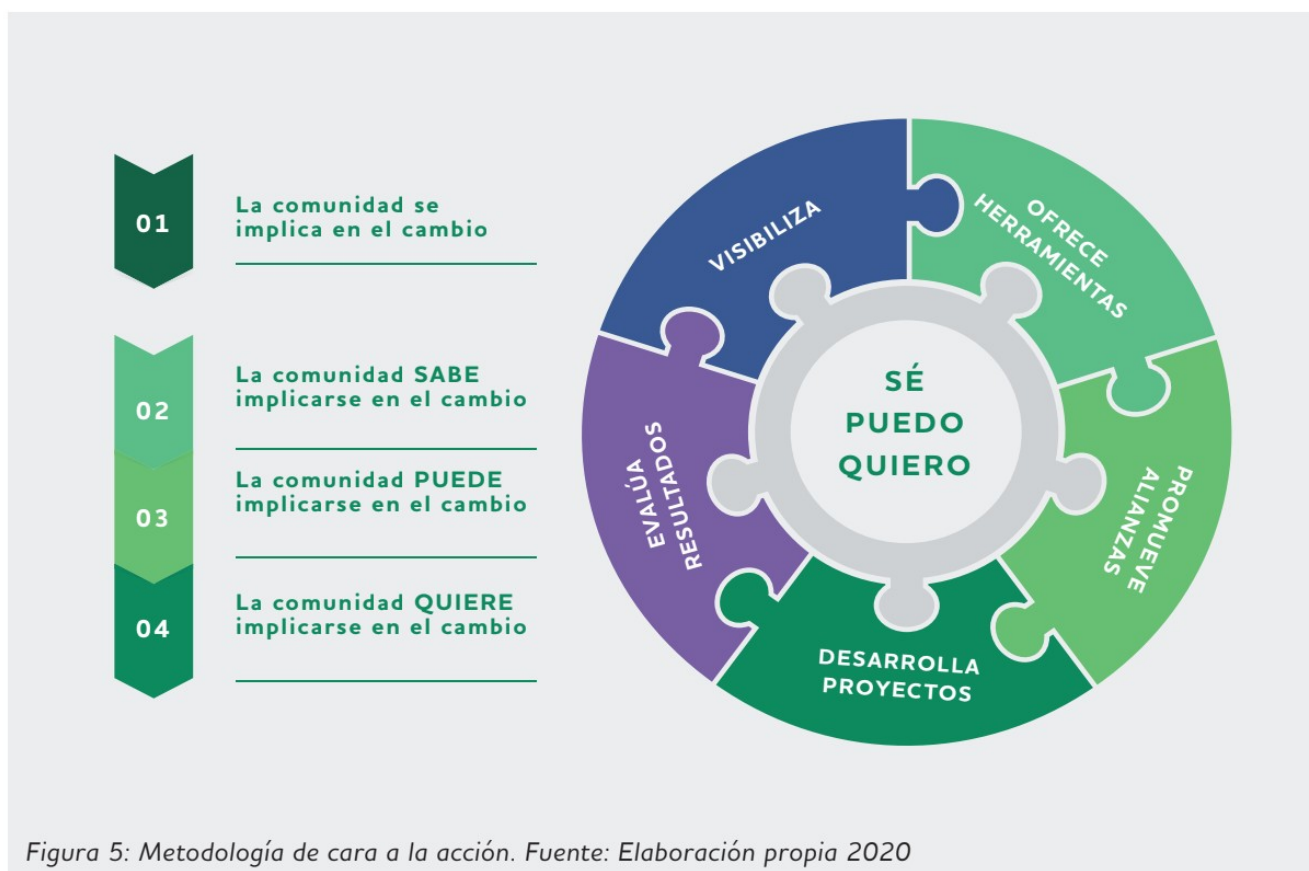 01
La comunidad se
implica en el cambio
02
La comunidad SABE
implicarse en el cambio
03
La comunidad PUEDE
implicarse en el cambio
04
La comunidad QUIERE
implicarse en el cambio
VISIBILIZA
OFRECE
HERRAMIENTAS
PROMUEVE
ALIANZAS
DESARROLLA
PROYECTOS
EVALÚA
RESULTADOS
SÉ
PUEDO
QUIERO
Figura 5: Metodología de cara a la acción. Fuente: Elaboración propia 2020